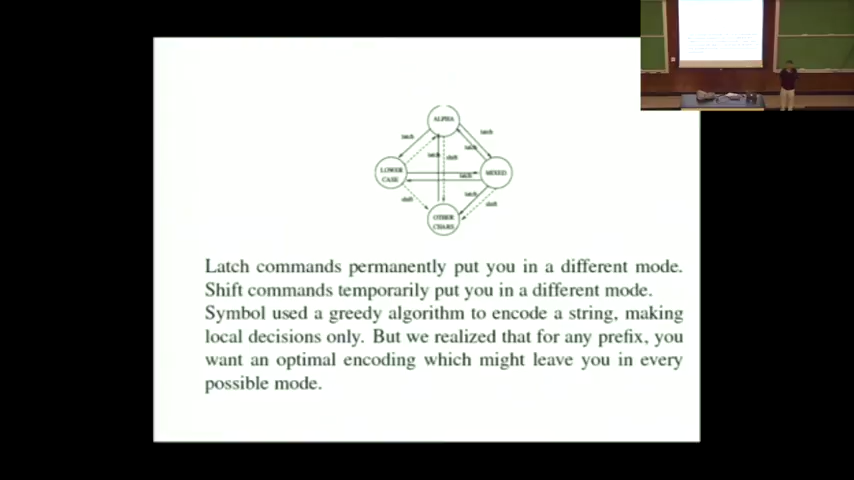 ALPHA
latch
latch
latch
latch
shift
LOWER
CASE
MIXED
latch
latch
shift
shift
OTHER
CHARS
Latch commands permanently put you in a different mode.
Shift commands temporarily put you in a different mode.
Symbol used a greedy algorithm to encode a string, making
local decisions only. But we realized that for any prefix, you
want an optimal encoding which might leave you in every
possible mode.